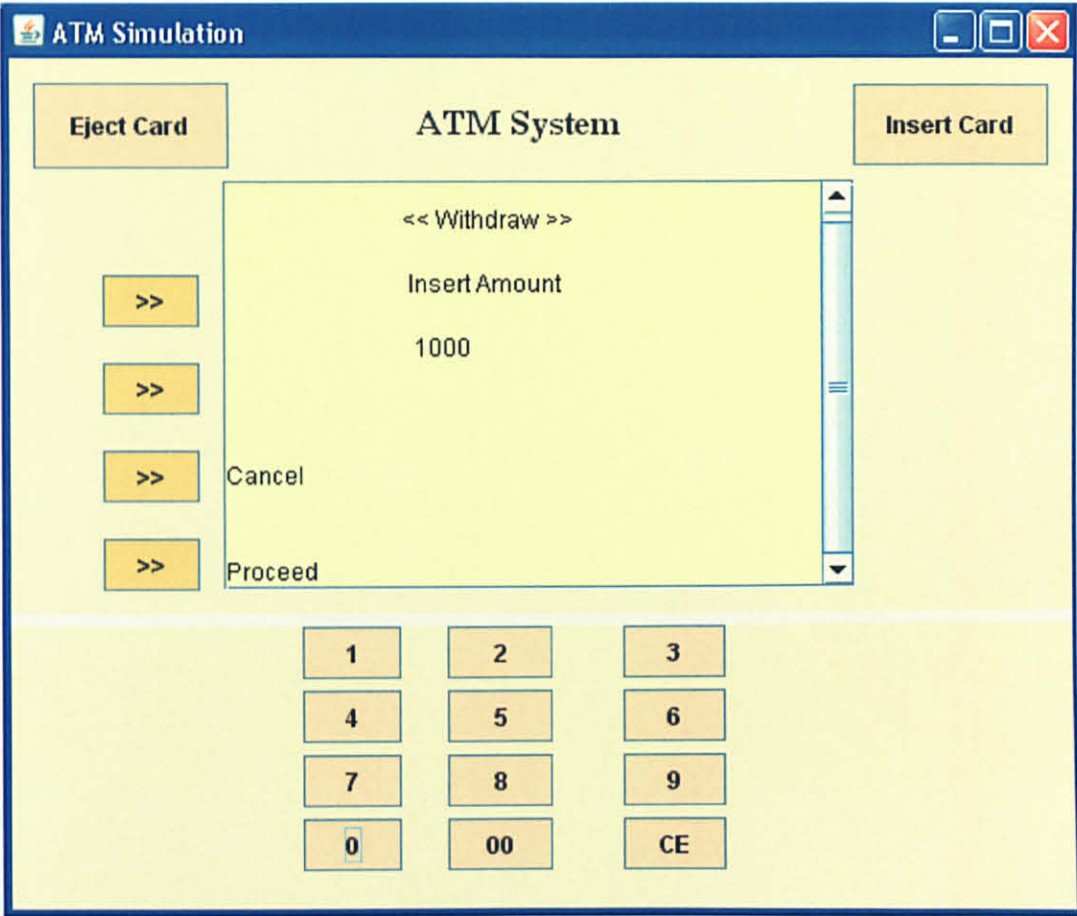 ATM Simulation
Eject Card
ATM System
Insert Card
<< Withdraw >>
Insert Amount
1000
>>
>>
>>
Cancel
>>
Proceed
1 2 3
4 5 6
7 8 9
0 00 CE